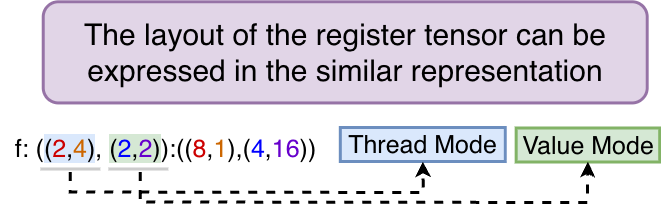 The layout of the register tensor can be
expressed in the similar representation
f: ((2,4), (2,2)):((8,1),(4,16)) Thread Mode Value Mode